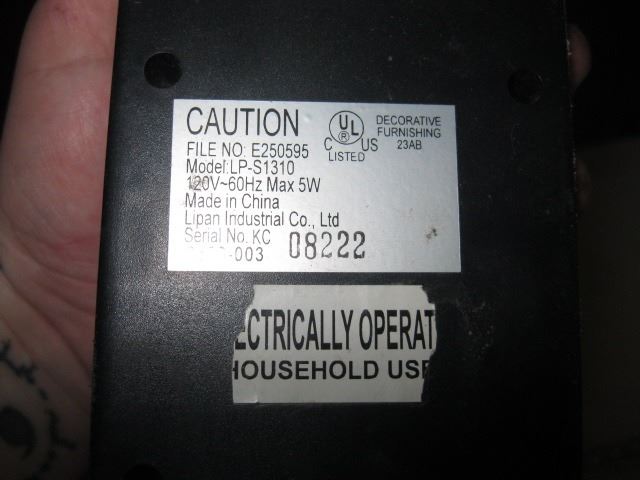 CAUTION
FILE NO: E250595
Model:LP-S1310
120V~60Hz Max 5W
Made in China
Lipan Industrial Co., Ltd
Serial No. KC
-003 08222
UL
®
C US
LISTED
DECORATIVE
FURNISHING
23AB
ECTRICALLY OPERAT
HOUSEHOLD USE